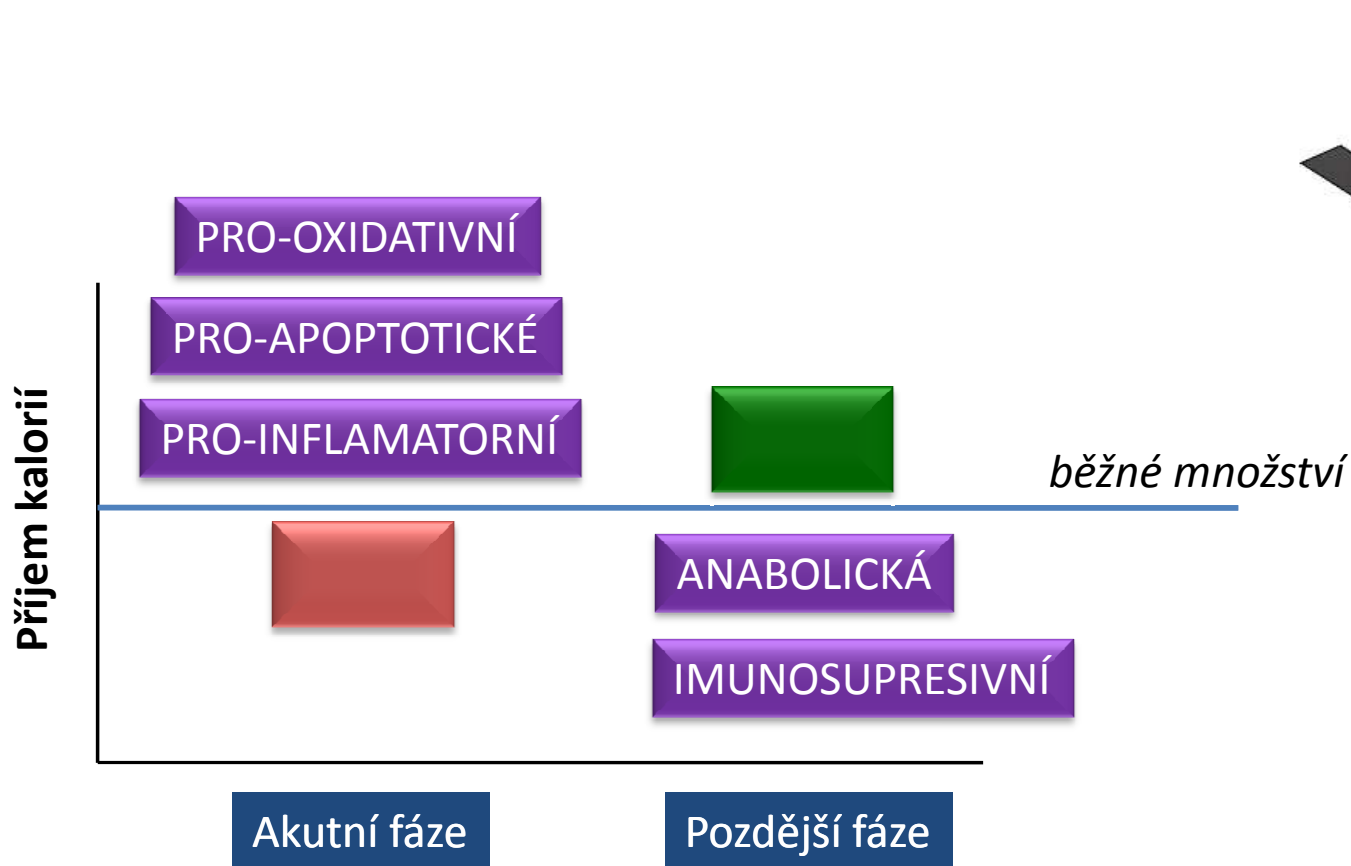 PRO-OXIDATIVNÍ
PRO-APOPTOTICKÉ
PRO-INFLAMATORNÍ
Příjem kalorií
běžné množství
ANABOLICKÁ
IMUNOSUPRESIVNÍ
Akutní fáze
Pozdější fáze